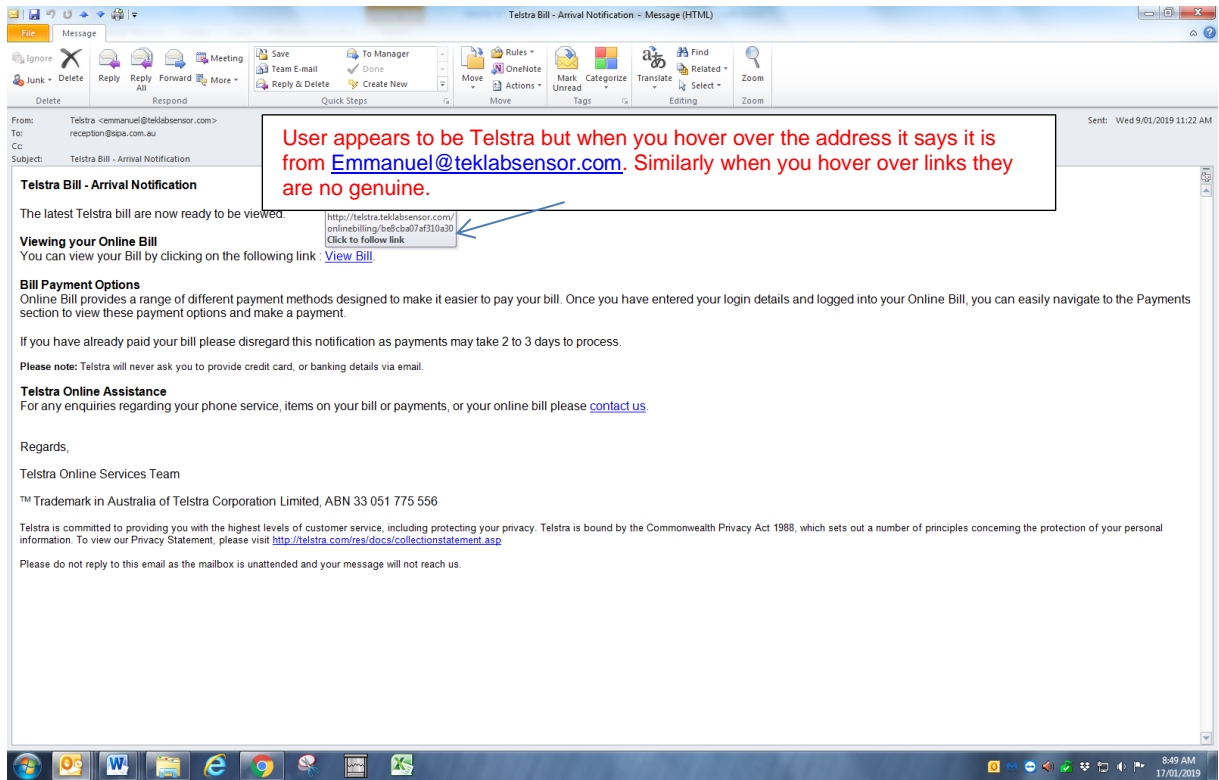 Telstra Bill - Arrival Notification - Message (HTML)
File Message
Ignore
Junk
Delete
Reply
Reply All
Forward
Meeting
More
Save
Team E-mail
Reply & Delete
To Manager
Done
Create New
Move
Rules
OneNote
Actions
Mark Unread
Categorize
Translate
Find
Related
Select
Zoom
Delete Respond Quick Steps Move Tags Editing Zoom
From: Telstra <emmanuel@teklabsensor.com> Sent: Wed 9/01/2019 11:22 AM
To: reception@sipa.com.au
Cc:
Subject: Telstra Bill - Arrival Notification
User appears to be Telstra but when you hover over the address it says it is
from Emmanuel@teklabsensor.com. Similarly when you hover over links they
are no genuine.
Telstra Bill - Arrival Notification
The latest Telstra bill are now ready to be viewed.
http://telstra.teklabsensor.com/
onlinebilling/be8cba07af310a30
Click to follow link
Viewing your Online Bill
You can view your Bill by clicking on the following link : View Bill.
Bill Payment Options
Online Bill provides a range of different payment methods designed to make it easier to pay your bill. Once you have entered your login details and logged into your Online Bill, you can easily navigate to the Payments
section to view these payment options and make a payment.
If you have already paid your bill please disregard this notification as payments may take 2 to 3 days to process.
Please note: Telstra will never ask you to provide credit card, or banking details via email.
Telstra Online Assistance
For any enquiries regarding your phone service, items on your bill or payments, or your online bill please contact us.
Regards,
Telstra Online Services Team
™ Trademark in Australia of Telstra Corporation Limited, ABN 33 051 775 556
Telstra is committed to providing you with the highest levels of customer service, including protecting your privacy. Telstra is bound by the Commonwealth Privacy Act 1988, which sets out a number of principles concerning the protection of your personal
information. To view our Privacy Statement, please visit http://telstra.com/res/docs/collectionstatement.asp
Please do not reply to this email as the mailbox is unattended and your message will not reach us.
8:49 AM
17/01/2019